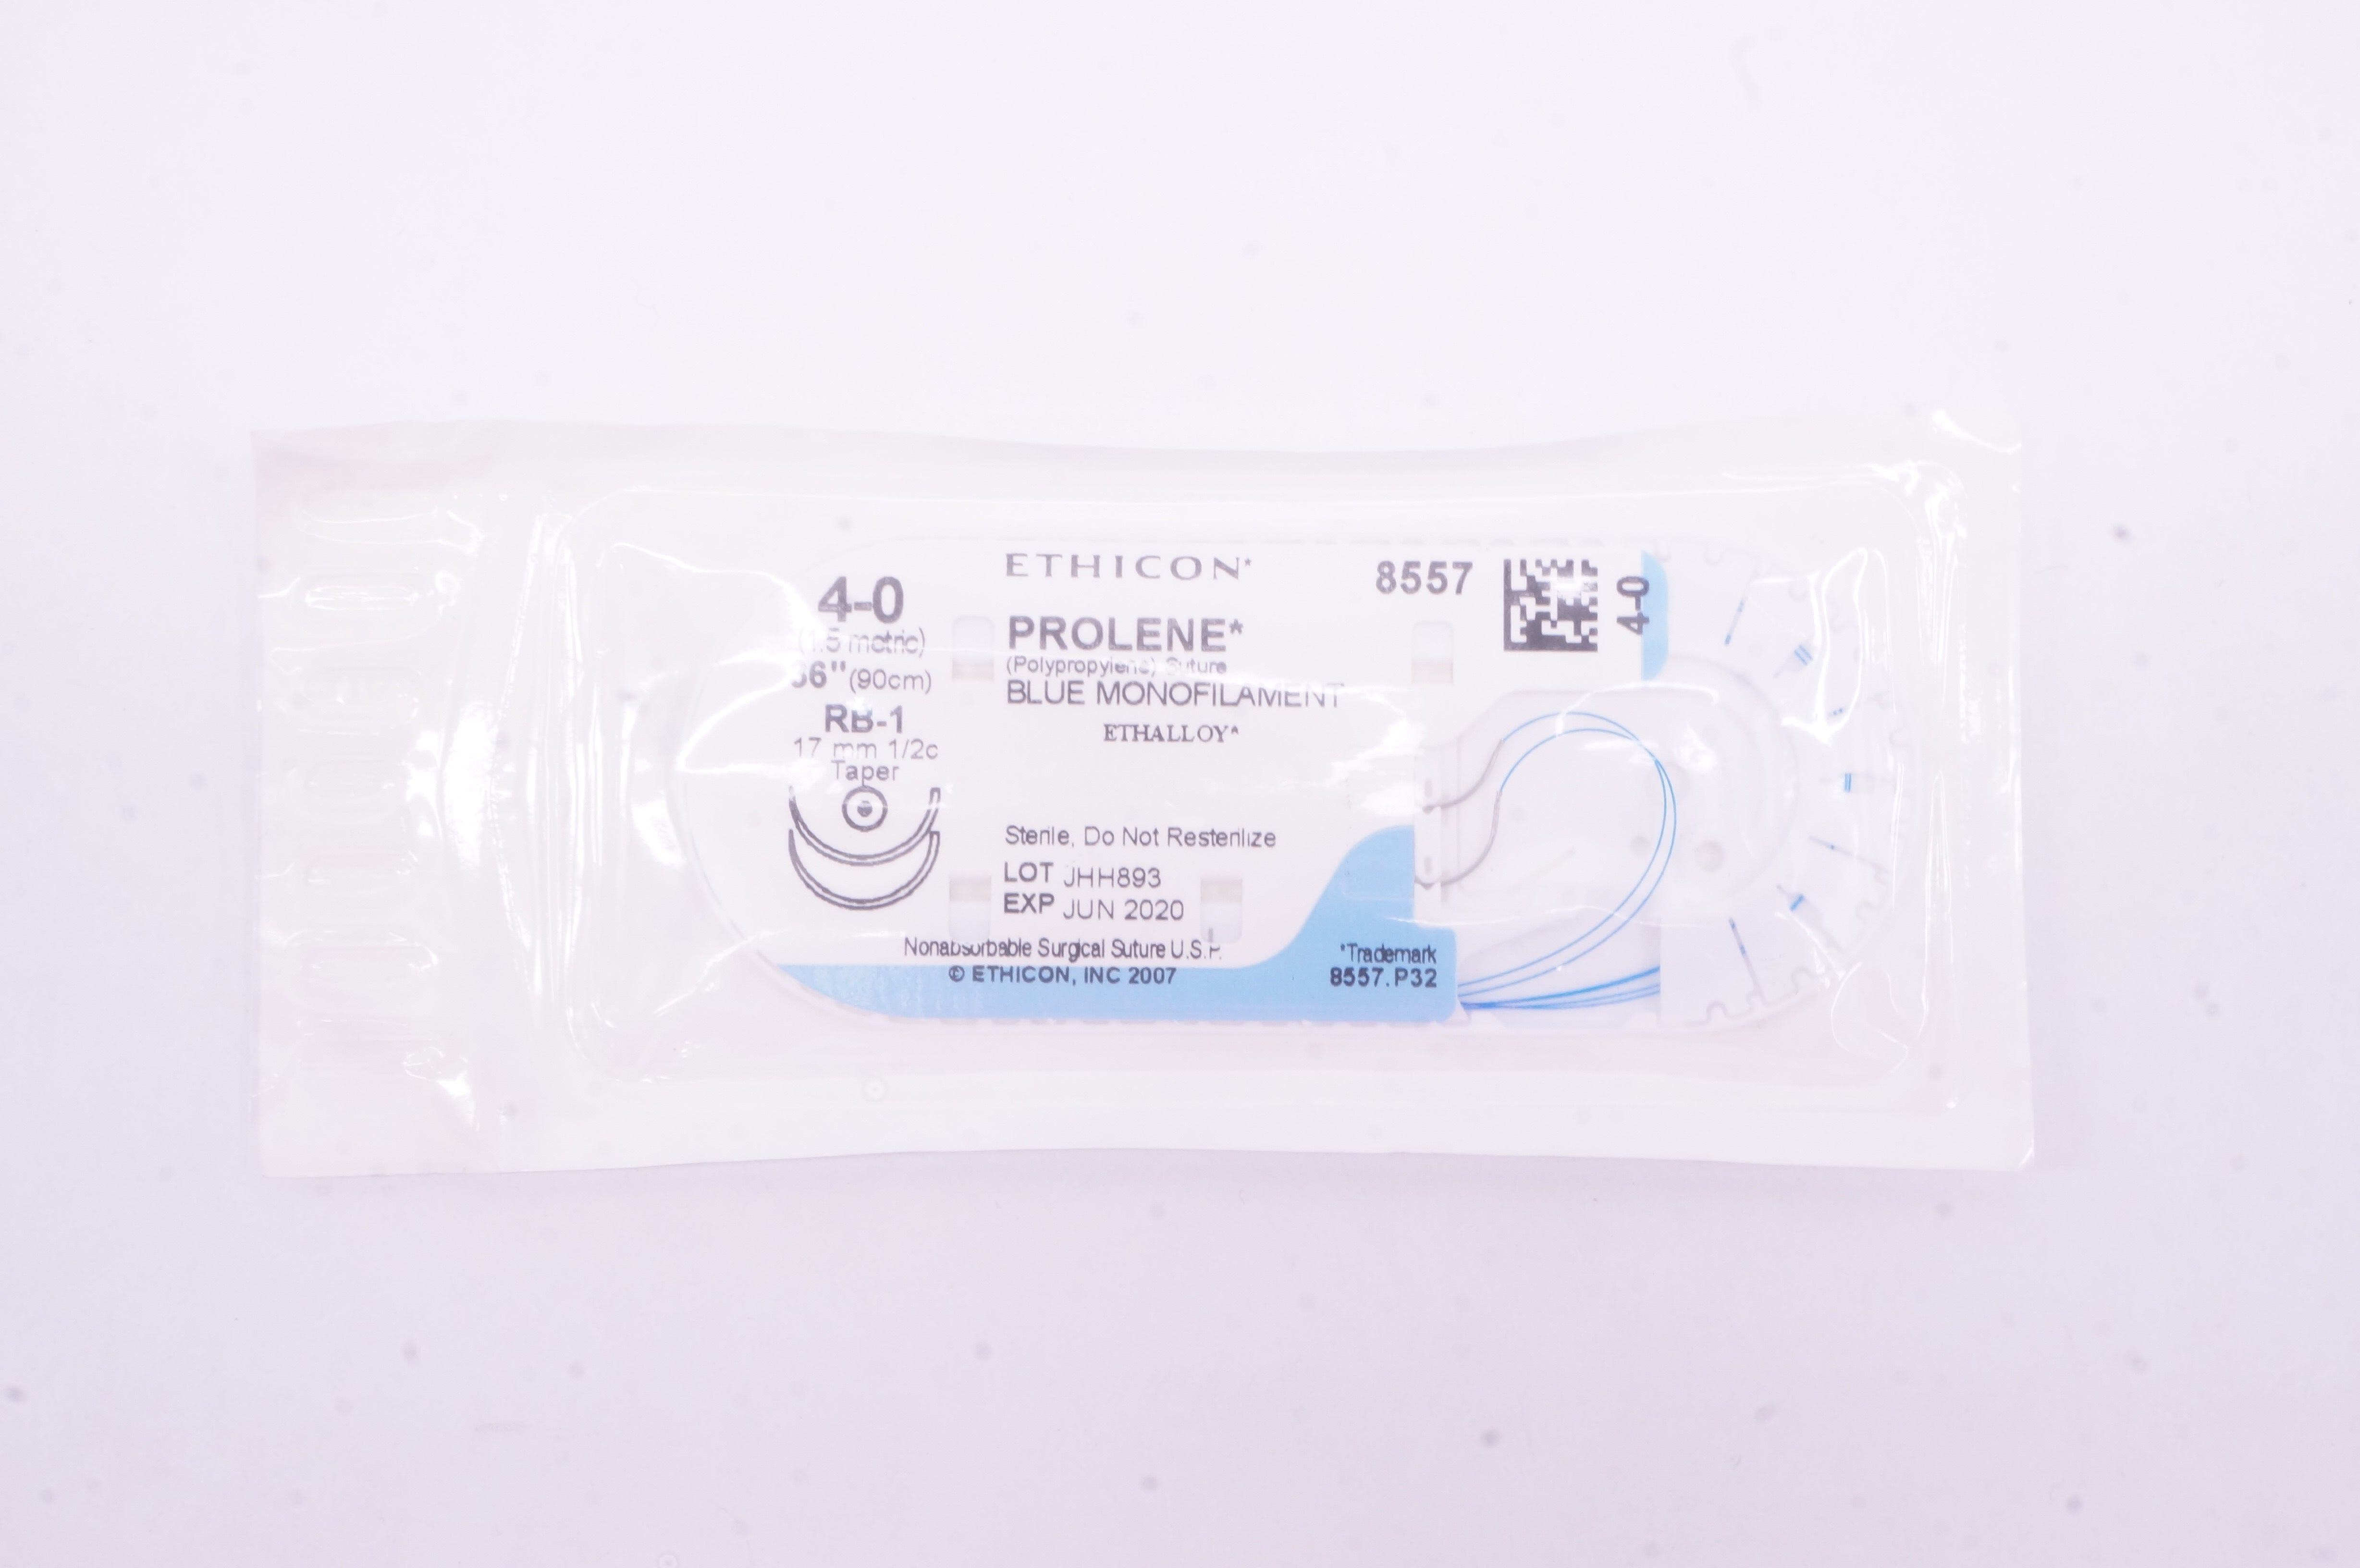 ETHICON*
8557
4-0
4-0
(1.5 metric)
36" (90cm)
RB-1
17 mm 1/2c
Taper
PROLENE*
(Polypropylene) Suture
BLUE MONOFILAMENT
ETHALLOY*
Sterile, Do Not Resterilize
LOT JHH893
EXP JUN 2020
Nonabsorbable Surgical Suture U.S.P.
© ETHICON, INC 2007
*Trademark
8557.P32